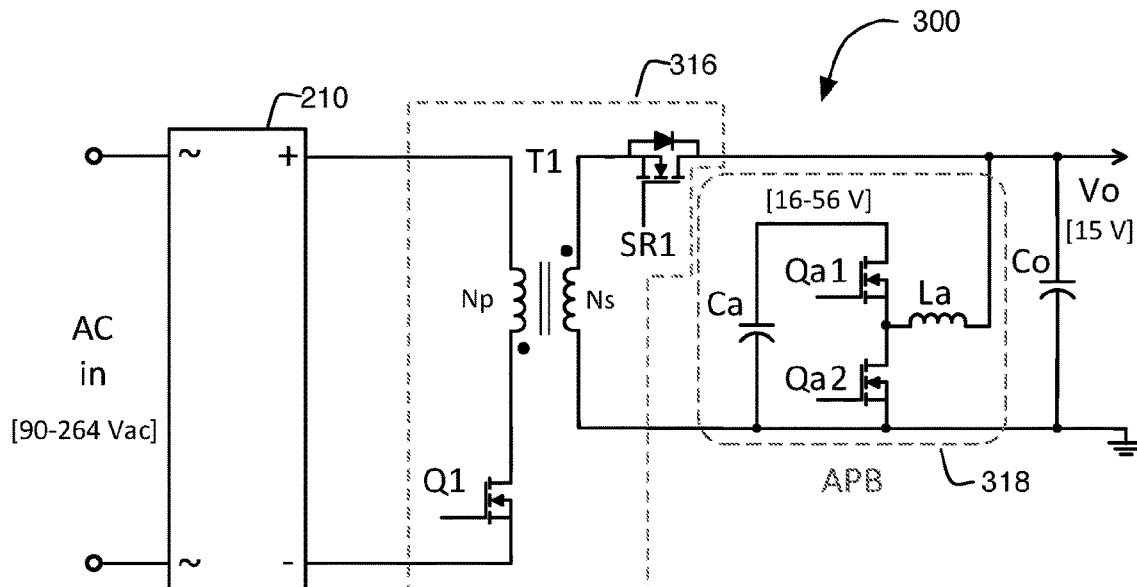 300
316
210
~
+
T1
Vo
[15 V]
[16-56 V]
SR1
Qa1
Co
La
Ca
Np
Ns
AC
in
[90-264 Vac]
Qa2
Q1
APB
318
~
-